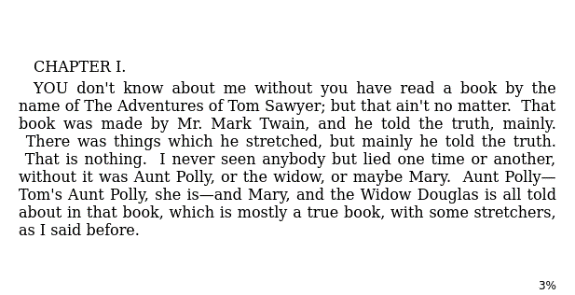 CHAPTER I.
YOU don't know about me without you have read a book by the
name of The Adventures of Tom Sawyer; but that ain't no matter.  That
book was made by Mr. Mark Twain, and he told the truth, mainly.
There was things which he stretched, but mainly he told the truth.
That is nothing.  I never seen anybody but lied one time or another,
without it was Aunt Polly, or the widow, or maybe Mary.  Aunt Polly—
Tom's Aunt Polly, she is—and Mary, and the Widow Douglas is all told
about in that book, which is mostly a true book, with some stretchers,
as I said before.
3%